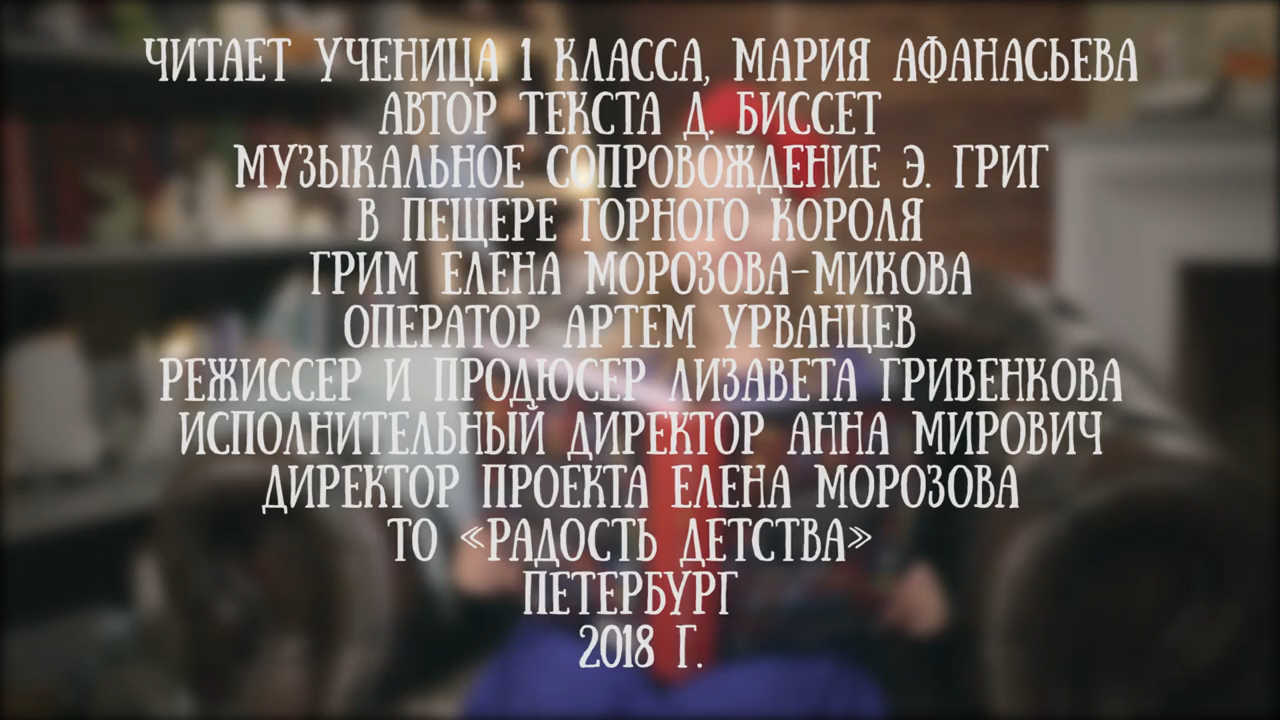 ЧИТАЕТ УЧЕНИЦА 1 КЛАССА, МАРИЯ АФАНАСЬЕВА
АВТОР ТЕКСТА Д. БИССЕТ
МУЗЫКАЛЬНОЕ СОПРОВОЖДЕНИЕ Э. ГРИГ
В ПЕЩЕРЕ ГОРНОГО КОРОЛЯ
ГРИМ ЕЛЕНА МОРОЗОВА-МИКОВА
ОПЕРАТОР АРТЕМ УРВАНЦЕВ
РЕЖИССЕР И ПРОДЮСЕР ЛИЗАВЕТА ГРИВЕНКОВА
ИСПОЛНИТЕЛЬНЫЙ ДИРЕКТОР АННА МИРОВИЧ
ДИРЕКТОР ПРОЕКТА ЕЛЕНА МОРОЗОВА
ТО «РАДОСТЬ ДЕТСТВА»
ПЕТЕРБУРГ
2018 Г.